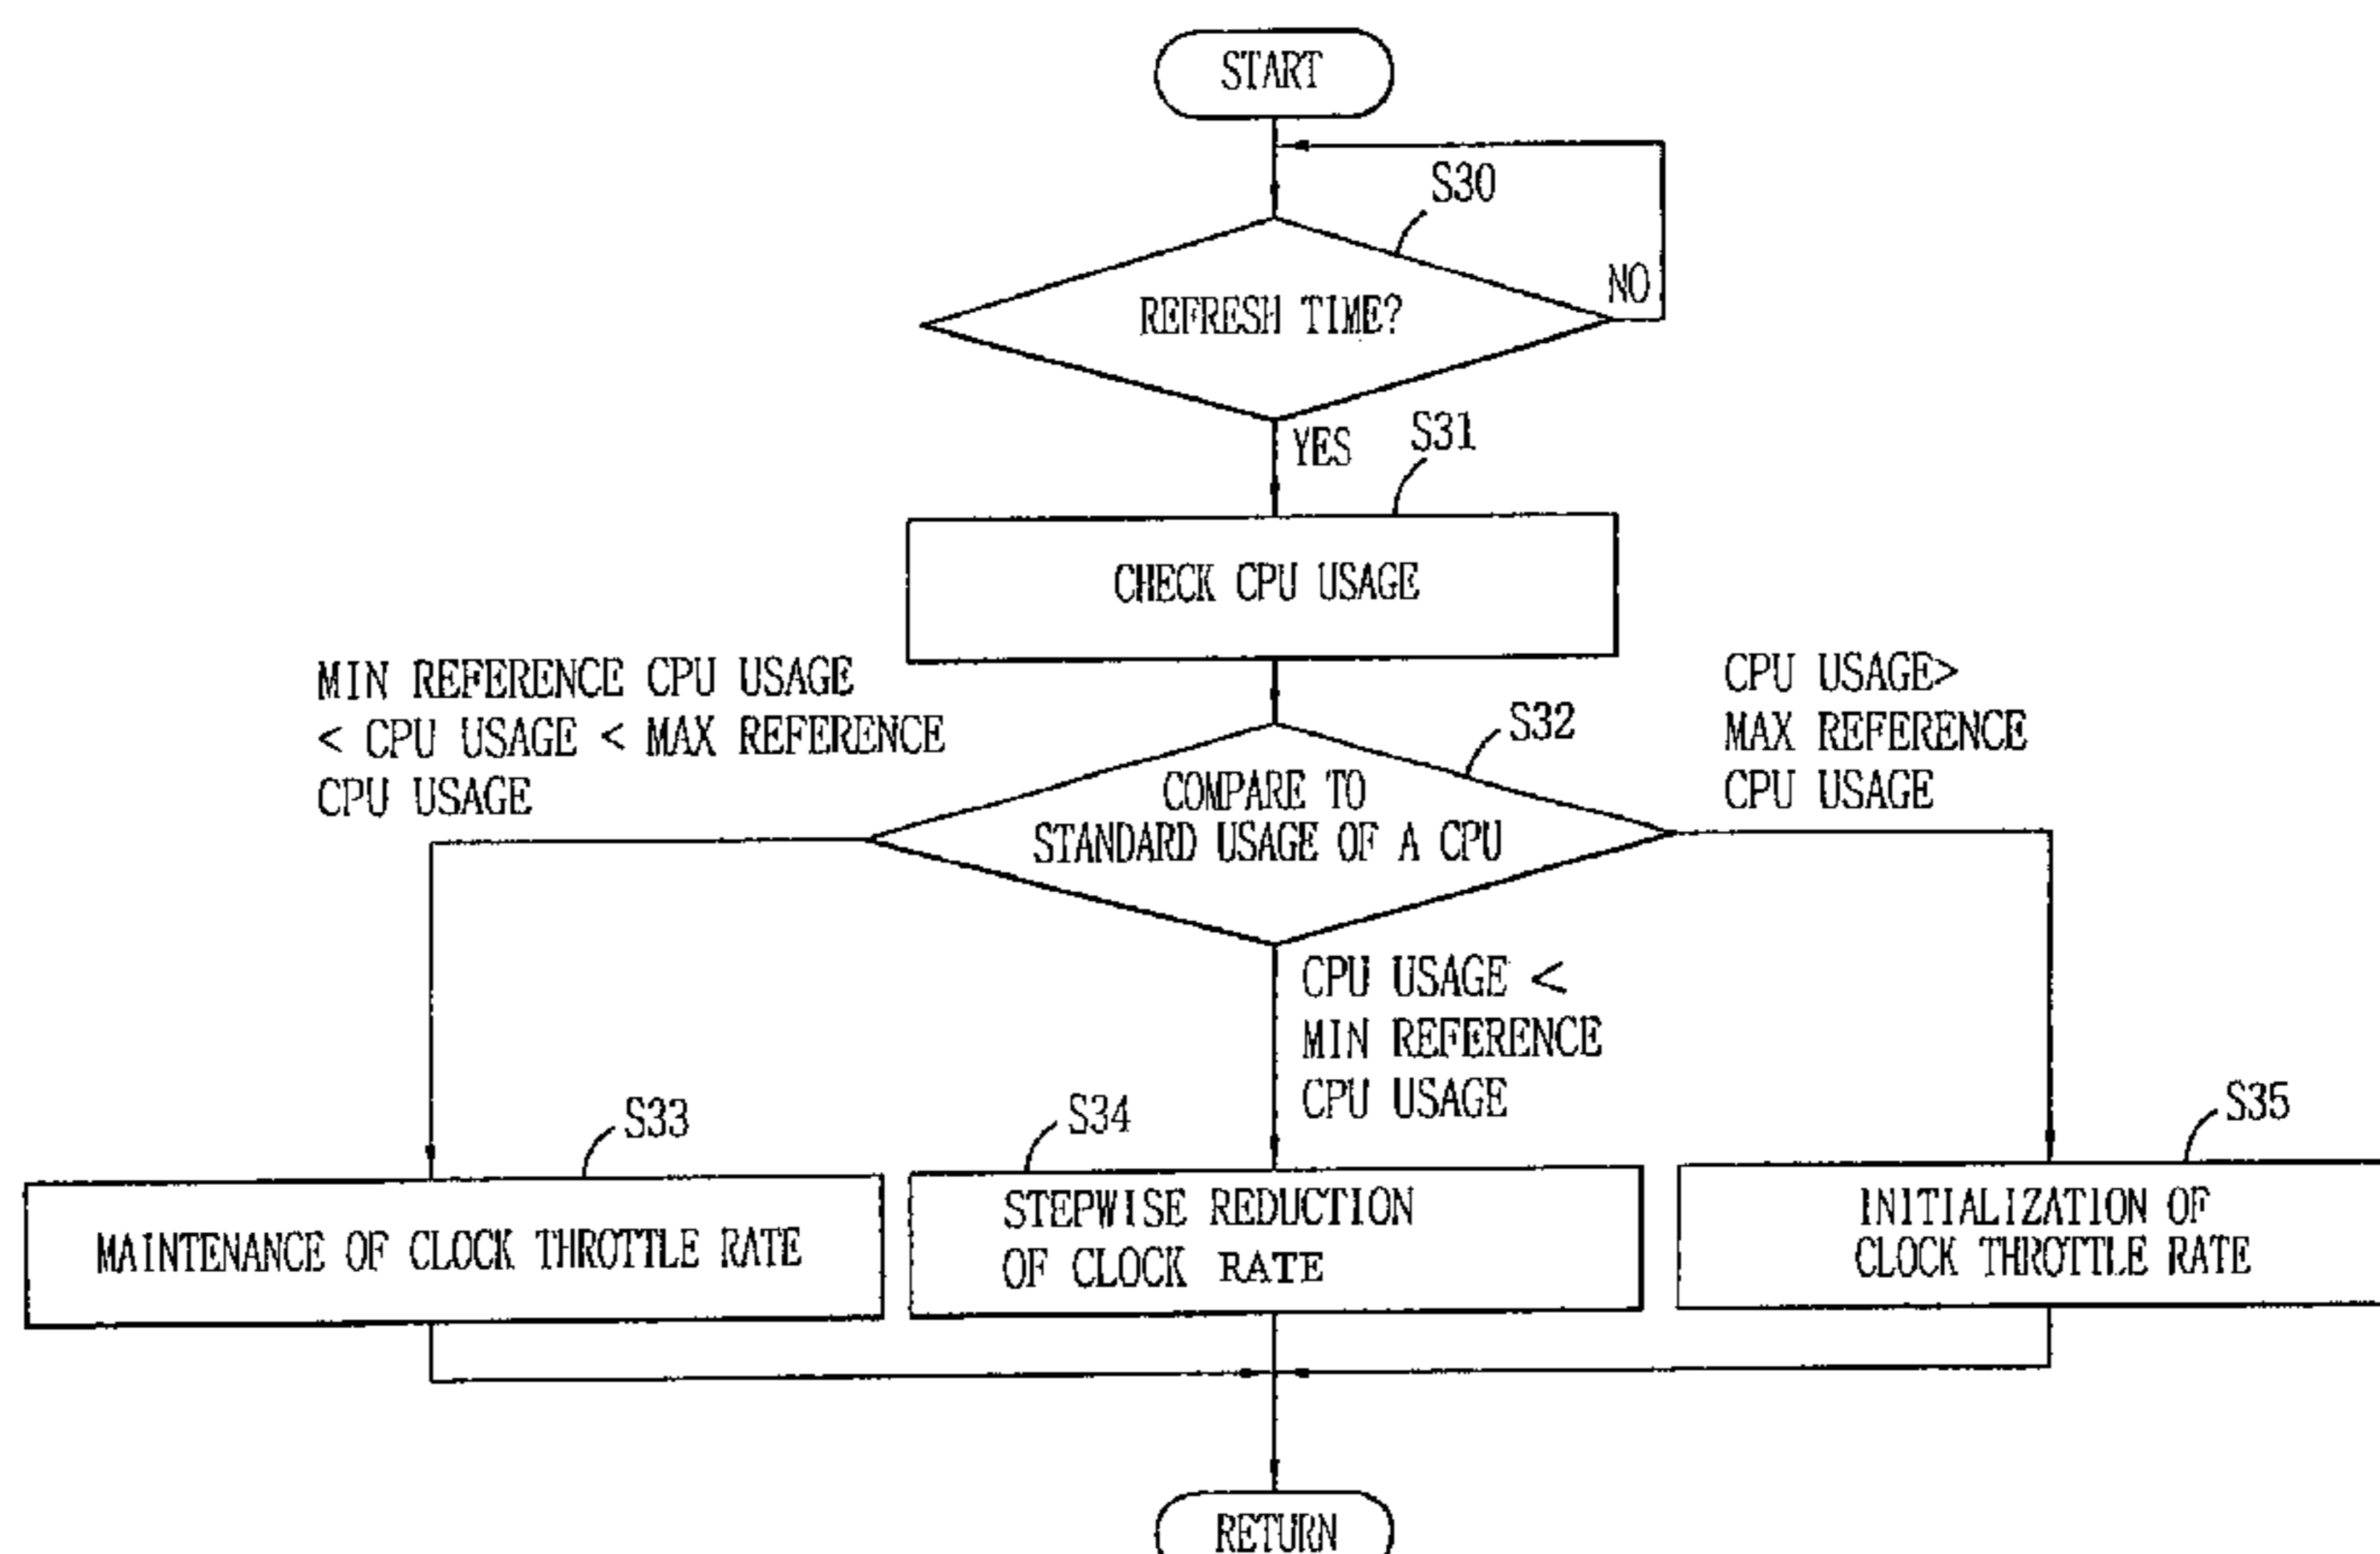 START
S30
NO
REFRESH TIME?
YES
S31
CHECK CPU USAGE
MIN REFERENCE CPU USAGE
< CPU USAGE < MAX REFERENCE
CPU USAGE
CPU USAGE>
MAX REFERENCE
CPU USAGE
S32
COMPARE TO
STANDARD USAGE OF A CPU
CPU USAGE <
MIN REFERENCE
CPU USAGE
S33
MAINTENANCE OF CLOCK THROTTLE RATE
S34
STEPWISE REDUCTION
OF CLOCK RATE
S35
INITIALIZATION OF
CLOCK THROTTLE RATE
RETURN